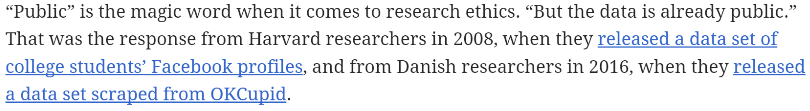 “Public” is the magic word when it comes to research ethics. “But the data is already public.”
That was the response from Harvard researchers in 2008, when they released a data set of
college students’ Facebook profiles, and from Danish researchers in 2016, when they released
a data set scraped from OKCupid.